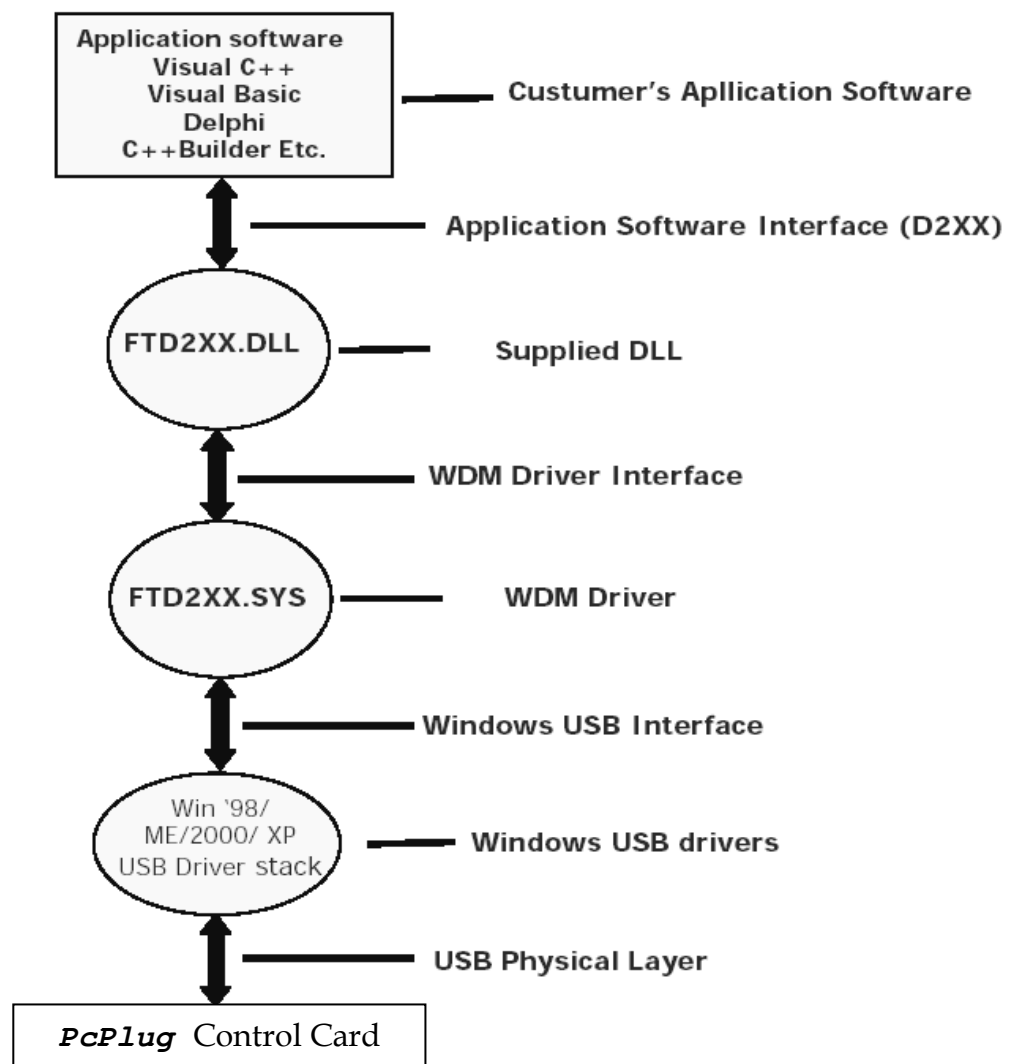 Application software
Visual C++
Visual Basic
Delphi
C++Builder Etc.
Custumer's Apllication Software
Application Software Interface (D2XX)
FTD2XX.DLL
Supplied DLL
WDM Driver Interface
FTD2XX.SYS
WDM Driver
Windows USB Interface
Win `98/
ME/2000/ XP
USB Driver stack
Windows USB drivers
USB Physical Layer
PcPlug Control Card